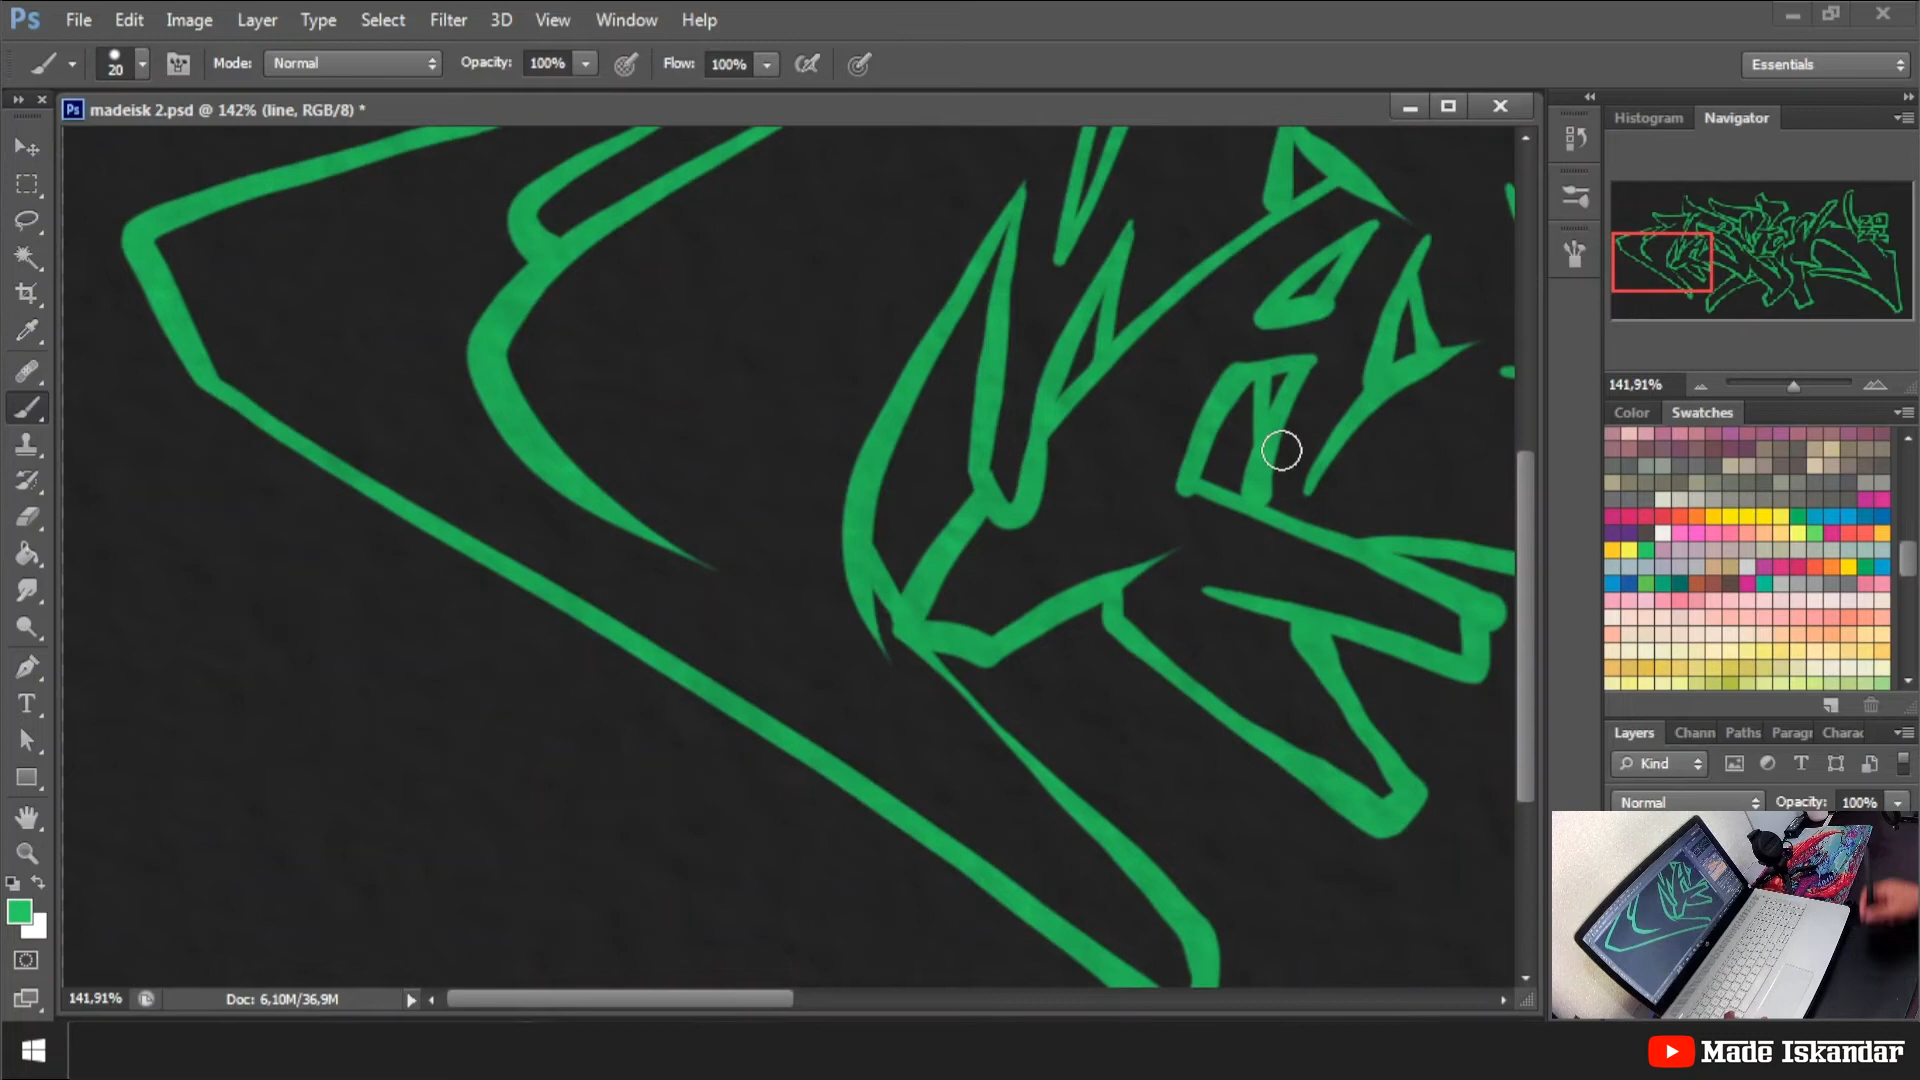 Ps File Edit Image Layer Type Select Filter 3D View Window Help
20 Mode: Normal Opacity: 100% Flow: 100% Essentials
Ps madeisk 2.psd @ 142% (line, RGB/8) *
Histogram Navigator
141,91%
Color Swatches
Layers Chann Paths Paragr Charac
Kind
Normal Opacity: 100%
141,91% Doc: 6,10M/36,9M
Made Iskandar